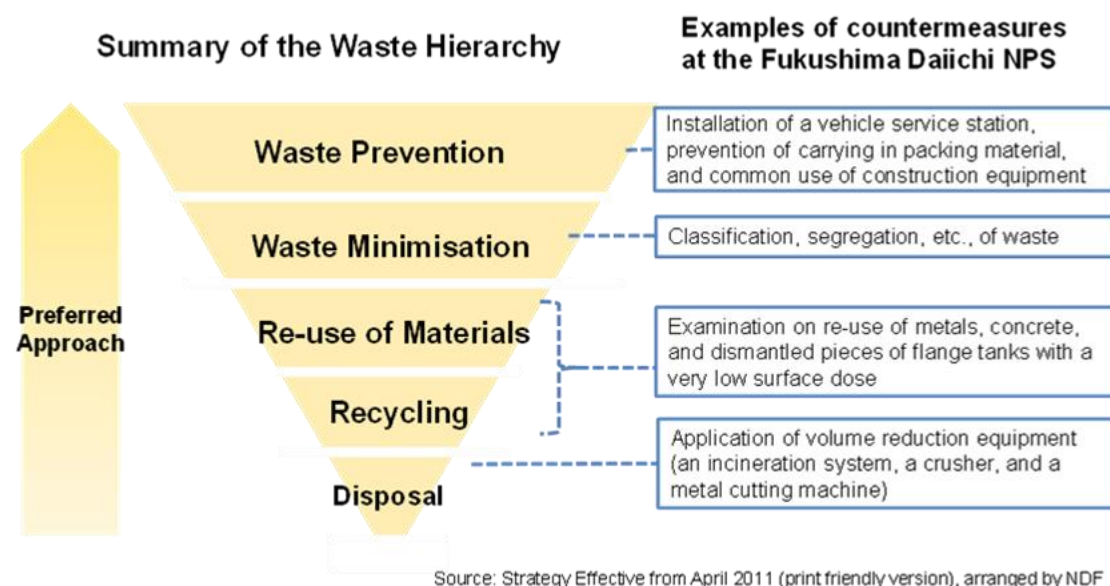 Summary of the Waste Hierarchy
Examples of countermeasures
at the Fukushima Daiichi NPS
Preferred
Approach
Waste Prevention
Installation of a vehicle service station,
prevention of carrying in packing material,
and common use of construction equipment
Waste Minimisation
Classification, segregation, etc., of waste
Re-use of Materials
Recycling
Examination on re-use of metals, concrete,
and dismantled pieces of flange tanks with a
very low surface dose
Disposal
Application of volume reduction equipment
(an incineration system, a crusher, and a
metal cutting machine)
Source: Strategy Effective from April 2011 (print friendly version), arranged by NDF